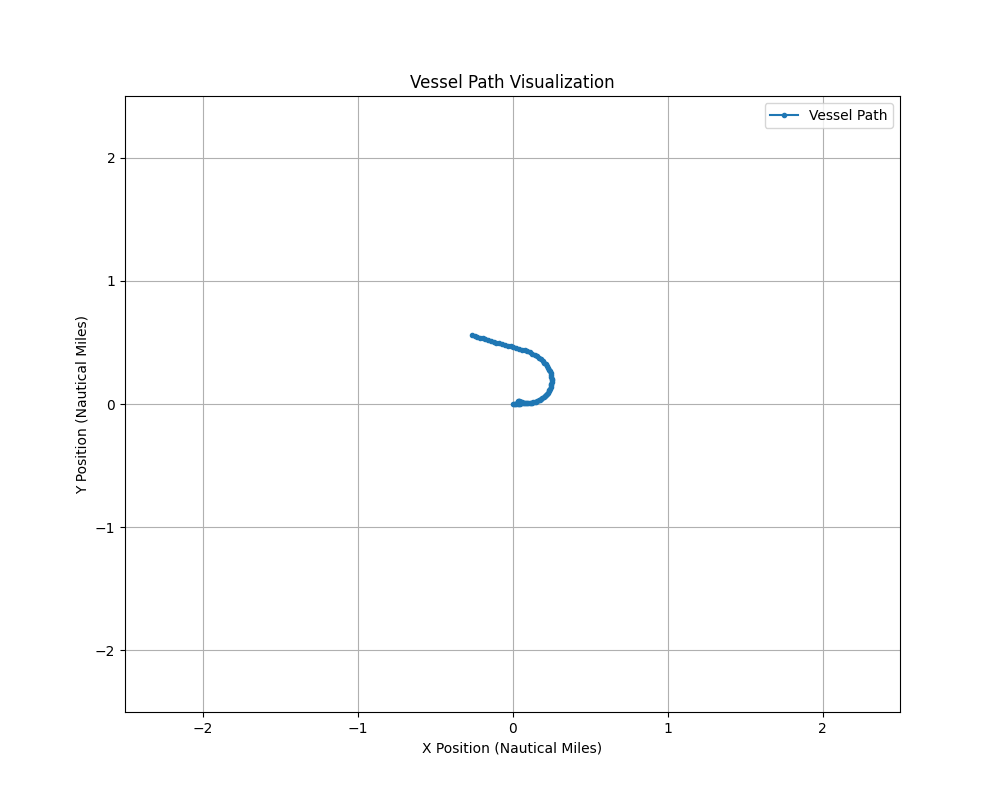 Vessel Path Visualization
Vessel Path
2
1
0
−1
−2
Y Position (Nautical Miles)
−2 −1 0 1 2
X Position (Nautical Miles)